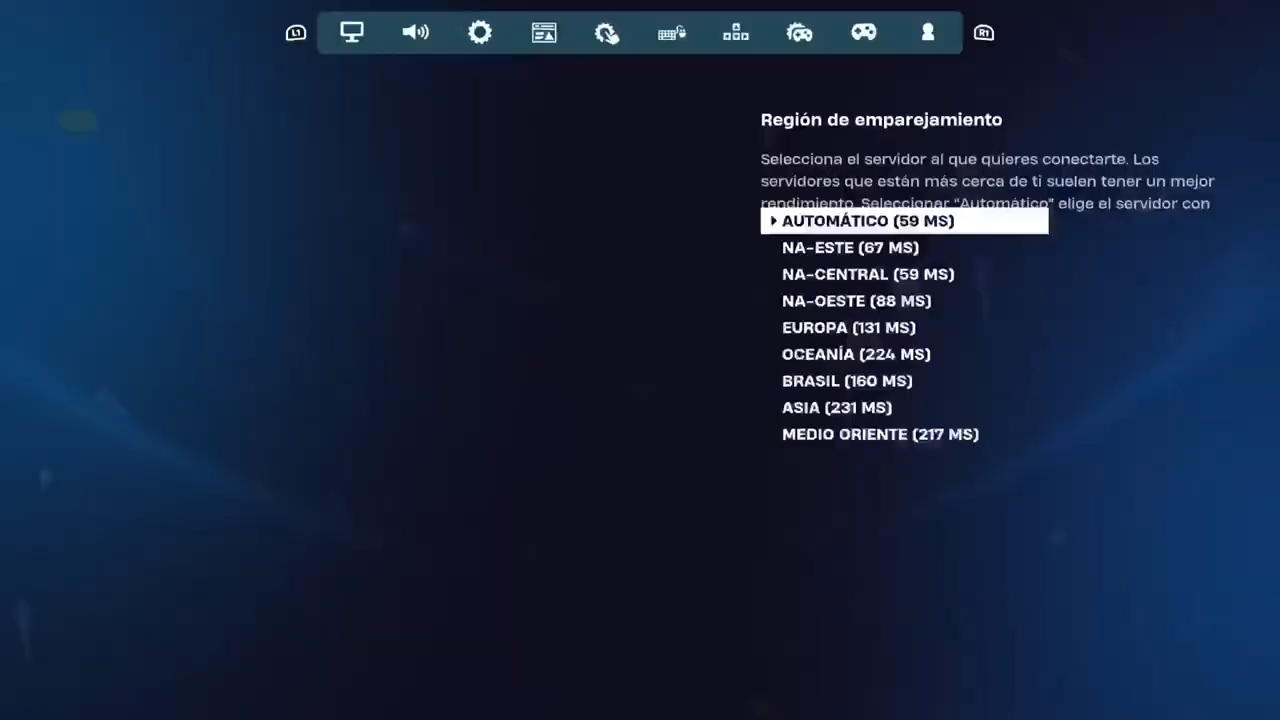 L1
R1
Región de emparejamiento
Selecciona el servidor al que quieres conectarte. Los
servidores que están más cerca de ti suelen tener un mejor
rendimiento. Seleccionar "Automático" elige el servidor con
AUTOMÁTICO (59 MS)
NA-ESTE (67 MS)
NA-CENTRAL (59 MS)
NA-OESTE (88 MS)
EUROPA (131 MS)
OCEANÍA (224 MS)
BRASIL (160 MS)
ASIA (231 MS)
MEDIO ORIENTE (217 MS)